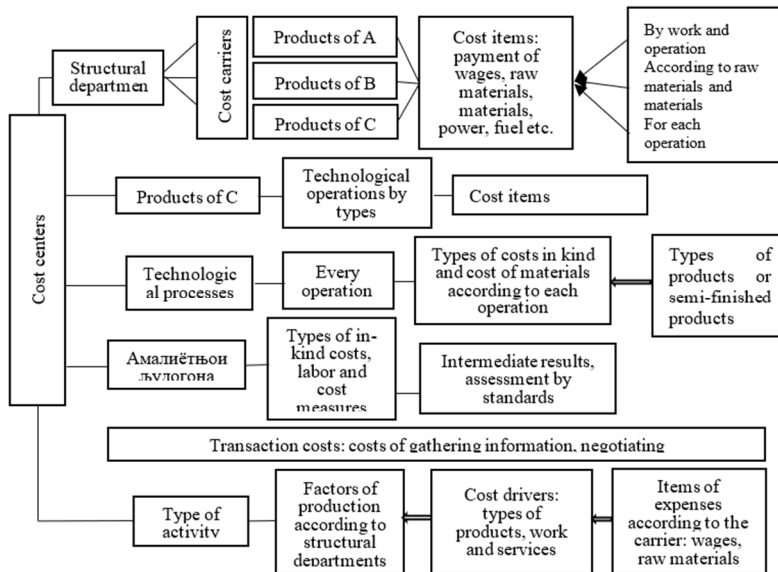 Cost centers
Structural
departmen
Cost carriers
Products of A
Products of B
Products of C
Cost items:
payment of
wages, raw
materials,
materials,
power, fuel etc.
By work and
operation
According to raw
materials and
materials
For each
operation
Products of C
Technological
operations by
types
Cost items
Technologic
al processes
Every
operation
Types of costs in kind
and cost of materials
according to each
operation
Types of
products or
semi-finished
products
Амалиётњои
људогона
Types of in-
kind costs,
labor and
cost
measures
Intermediate results,
assessment by
standards
Transaction costs: costs of gathering information, negotiating
Type of
activity
Factors of
production
according to
structural
departments
Cost drivers:
types of
products, work
and services
Items of
expenses
according to the
carrier: wages,
raw materials